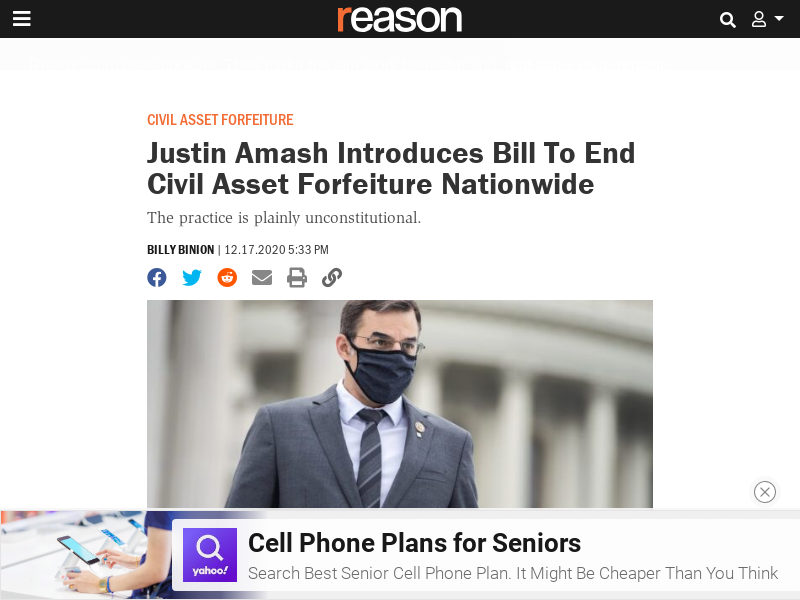 reason
CIVIL ASSET FORFEITURE
Justin Amash Introduces Bill To End
Civil Asset Forfeiture Nationwide
The practice is plainly unconstitutional.
BILLY BINION | 12.17.2020 5:33 PM
yahoo!
Cell Phone Plans for Seniors
Search Best Senior Cell Phone Plan. It Might Be Cheaper Than You Think